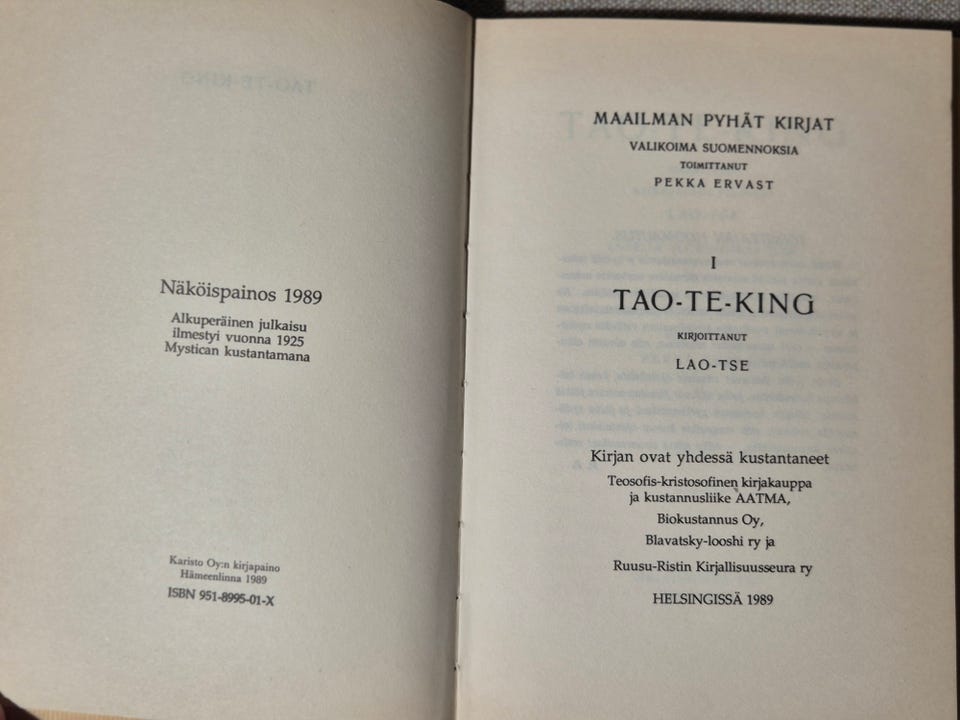 Näköispainos 1989
Alkuperäinen julkaisu
ilmestyi vuonna 1925
Mystican kustantamana
Karisto Oy:n kirjapaino
Hämeenlinna 1989
ISBN 951-8995-01-X
MAAILMAN PYHÄT KIRJAT
VALIKOIMA SUOMENNOKSIA
TOIMITTANUT
PEKKA ERVAST
I
TAO-TE-KING
KIRJOITTANUT
LAO-TSE
Kirjan ovat yhdessä kustantaneet
Teosofis-kristosofinen kirjakauppa
ja kustannusliike AATMA,
Biokustannus Oy,
Blavatsky-looshi ry ja
Ruusu-Ristin Kirjallisuusseura ry
HELSINGISSÄ 1989